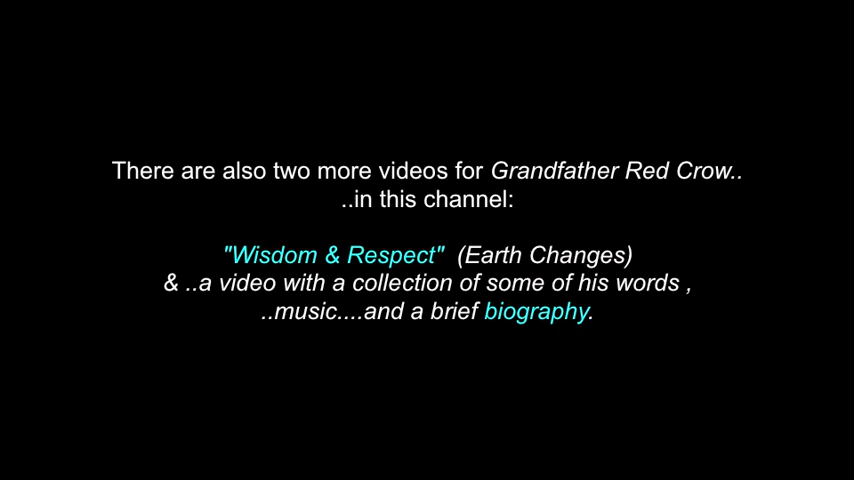 There are also two more videos for Grandfather Red Crow..
..in this channel:
"Wisdom & Respect" (Earth Changes)
& ..a video with a collection of some of his words ,
..music....and a brief biography.